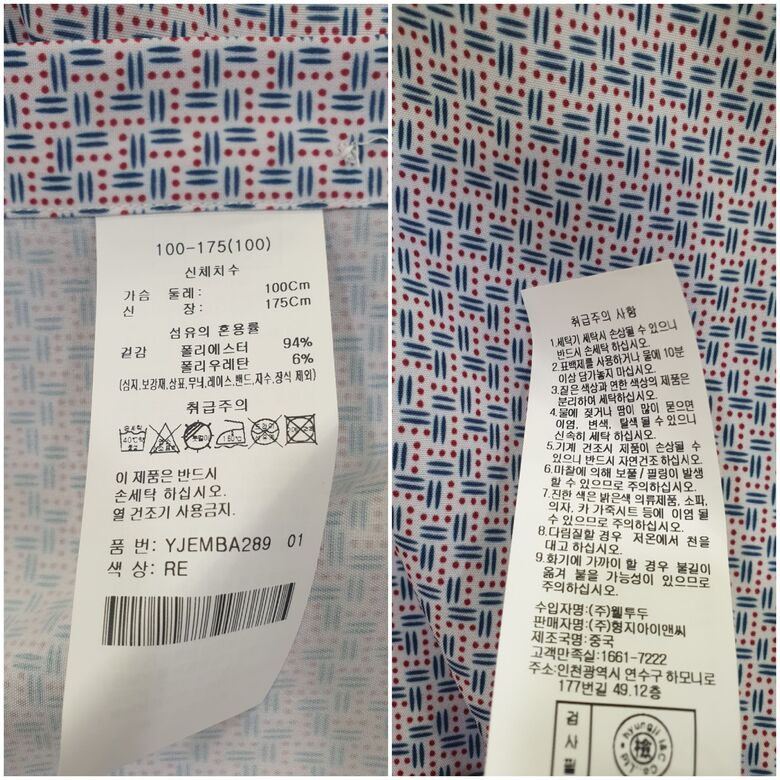 100-175(100)
신체치수
가슴 둘레: 100Cm
신 장: 175Cm
섬유의 혼용률
겉감 폴리에스터 94%
폴리우레탄 6%
(심지,보강재,상표,무늬,레이스,밴드,자수,장식 제외)
취급주의
40℃
이 제품은 반드시
손세탁 하십시오.
열 건조기 사용금지.
품 번: YJEMBA289 01
색 상: RE
취급주의 사항
1.세탁기 세탁시 손상될 수 있으니
반드시 손세탁 하십시오.
2.표백제를 사용하거나 물에 10분
이상 담가놓지 마십시오.
3.짙은 색상과 연한 색상의 제품은
분리하여 세탁하십시오.
4.물에 젖거나 땀이 많이 묻으면
이염, 변색, 탈색 될 수 있으니
신속히 세탁 하십시오.
5.기계 건조시 제품이 손상될 수
있으니 반드시 자연건조하십시오.
6.마찰에 의해 보풀/필링이 발생
할 수 있으므로 주의하십시오.
7.진한 색은 밝은색 의류제품, 소파,
의자, 카 가죽시트 등에 이염 될
수 있으므로 주의하십시오.
8.다림질할 경우 저온에서 천을
대고 하십시오.
9.화기에 가까이 할 경우 불길이
옮겨 붙을 가능성이 있으므로
주의하십시오.
수입자명:(주)웰투두
판매자명:(주)형지아이앤씨
제조국명:중국
고객만족실:1661-7222
주소:인천광역시 연수구 하모니로
177번길 49.12층
검사필
hyungji I&C Co.Ltd
檢